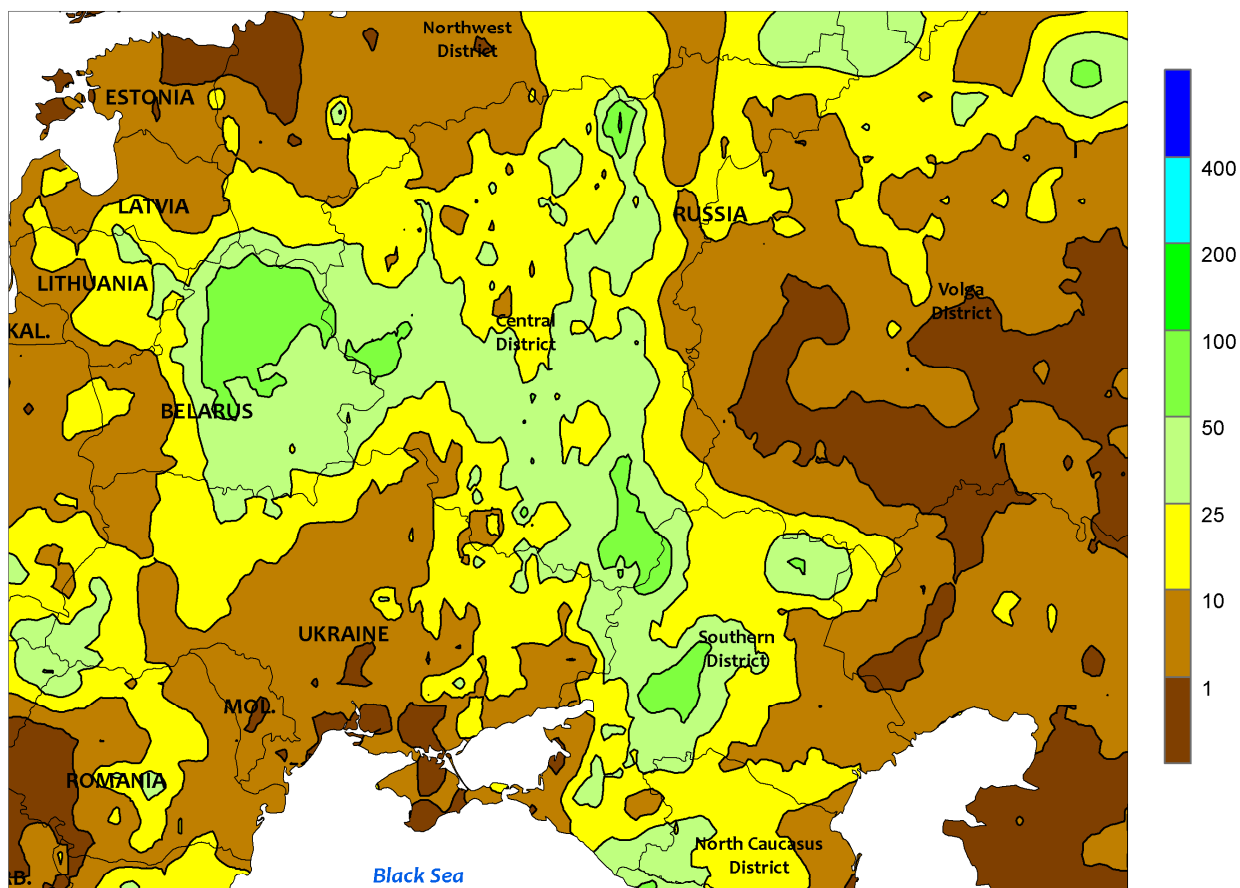 Northwest
District
ESTONIA
LATVIA
RUSSIA
LITHUANIA
KAL.
Volga
District
Central
District
BELARUS
UKRAINE
Southern
District
MOL.
ROMANIA
North Caucasus
District
RB.
Black Sea
400
200
100
50
25
10
1